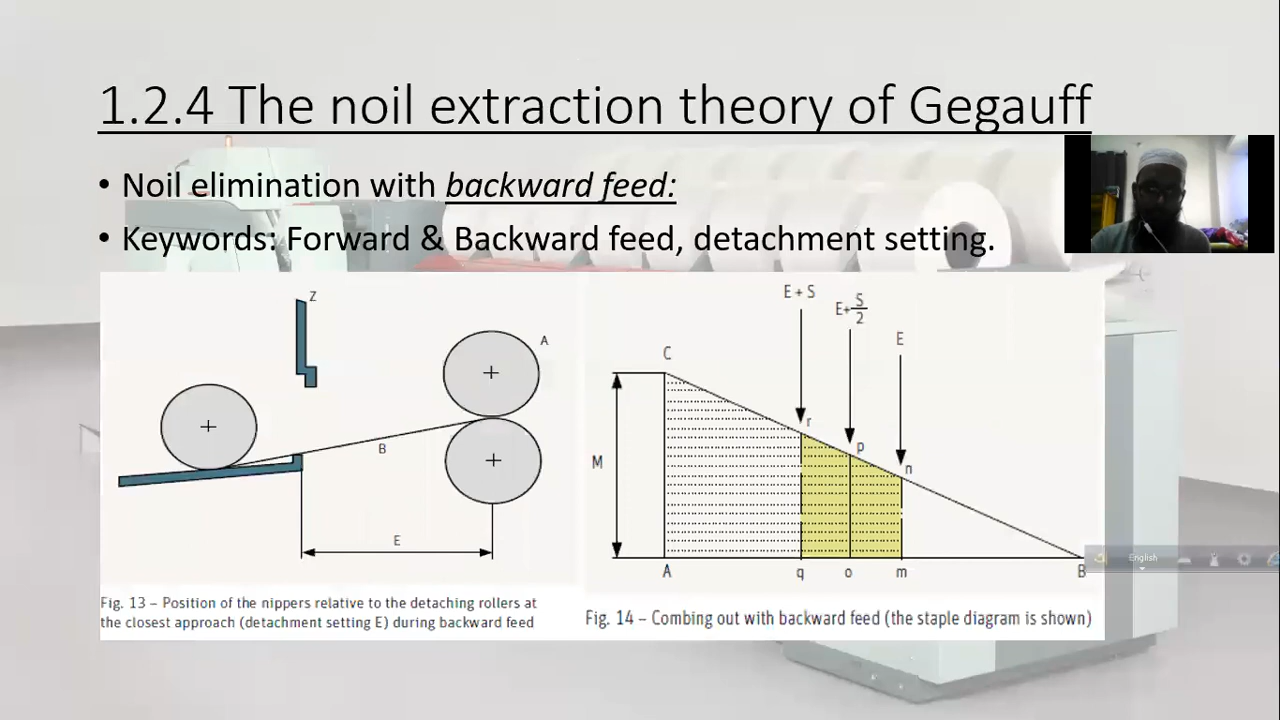 1.2.4 The noil extraction theory of Gegauff
• Noil elimination with backward feed:
• Keywords: Forward & Backward feed, detachment setting.
Z
A
B
E
Fig. 13 – Position of the nippers relative to the detaching rollers at
the closest approach (detachment setting E) during backward feed
E + S
E+ S/2
E
C
r
p
n
M
A
q
o
m
B
Fig. 14 – Combing out with backward feed (the staple diagram is shown)
English